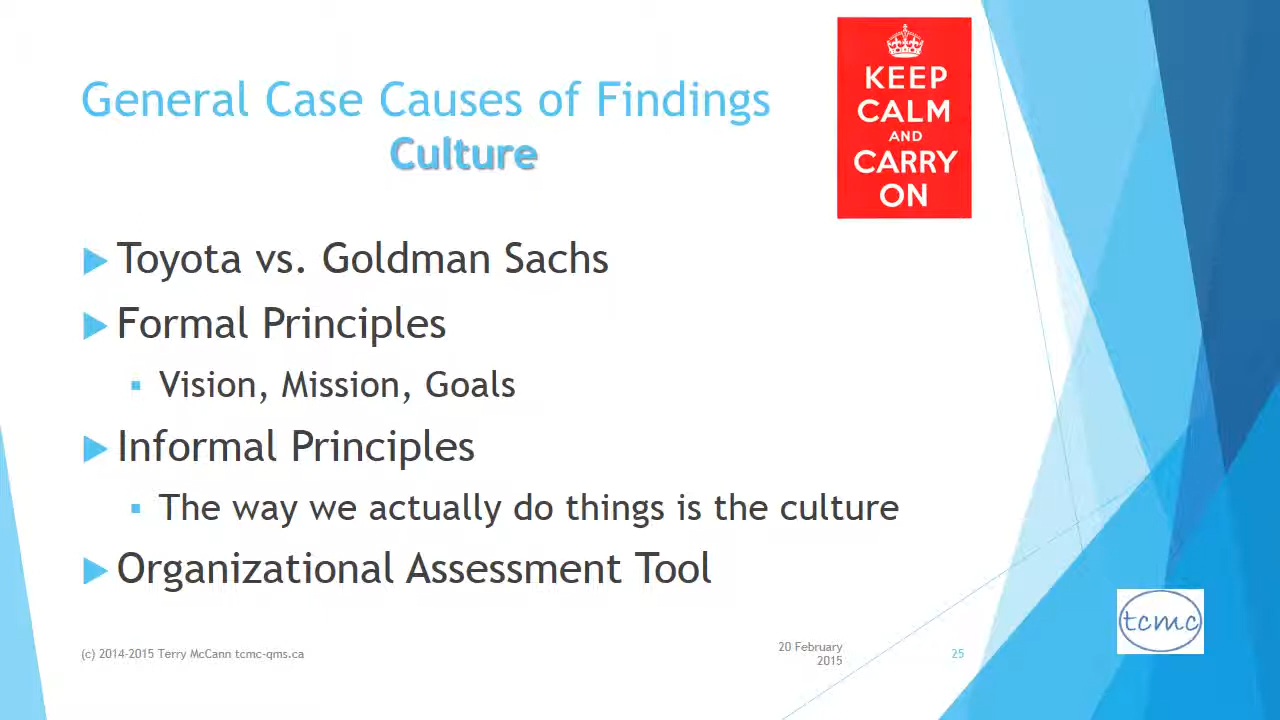 General Case Causes of Findings
Culture
KEEP
CALM
AND
CARRY
ON
Toyota vs. Goldman Sachs
Formal Principles
Vision, Mission, Goals
Informal Principles
The way we actually do things is the culture
Organizational Assessment Tool
tcmc
(c) 2014-2015 Terry McCann tcmc-qms.ca
20 February
2015
25